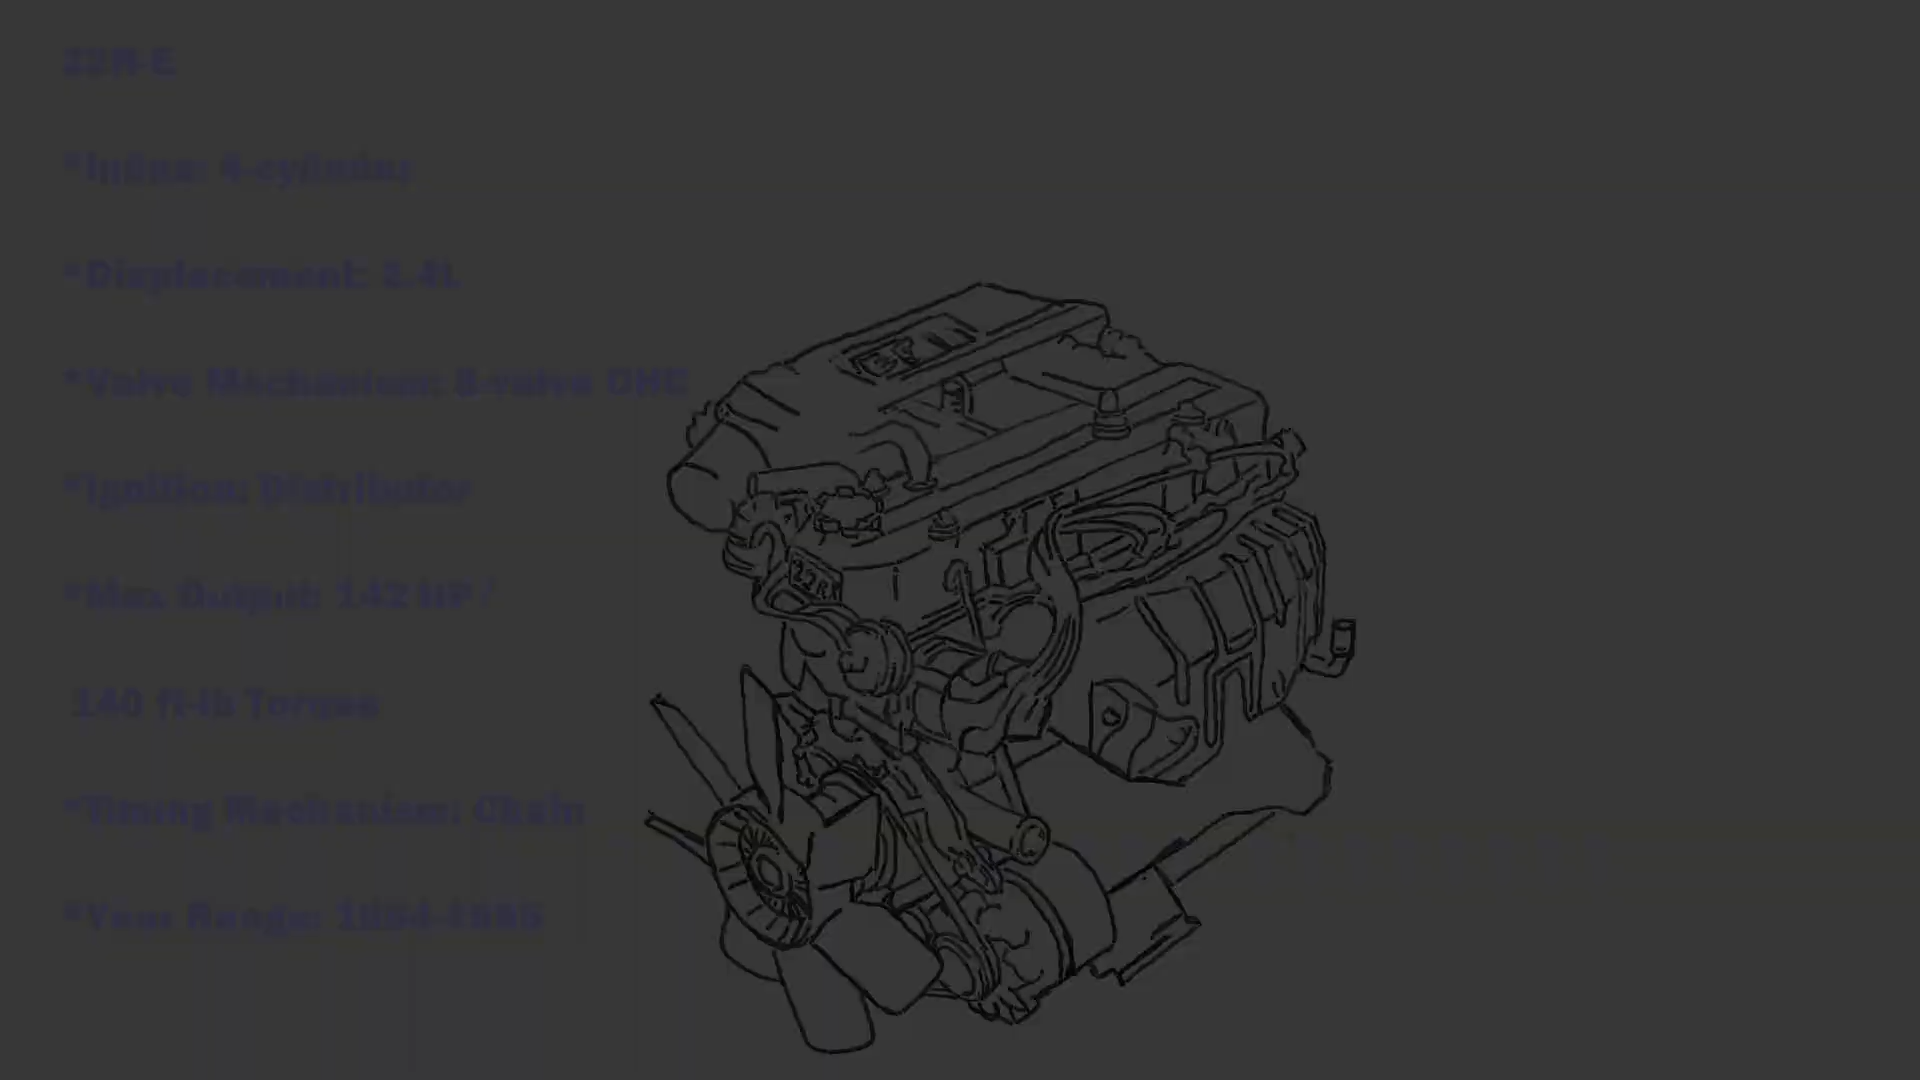 22R-E
*Inline: 4-cylinder
*Displacement: 2.4L
*Valve Mechanism: 8-valve OHC
*Ignition: Distributor
*Max Output: 142 HP /
140 ft-lb Torque
*Timing Mechanism: Chain
*Year Range: